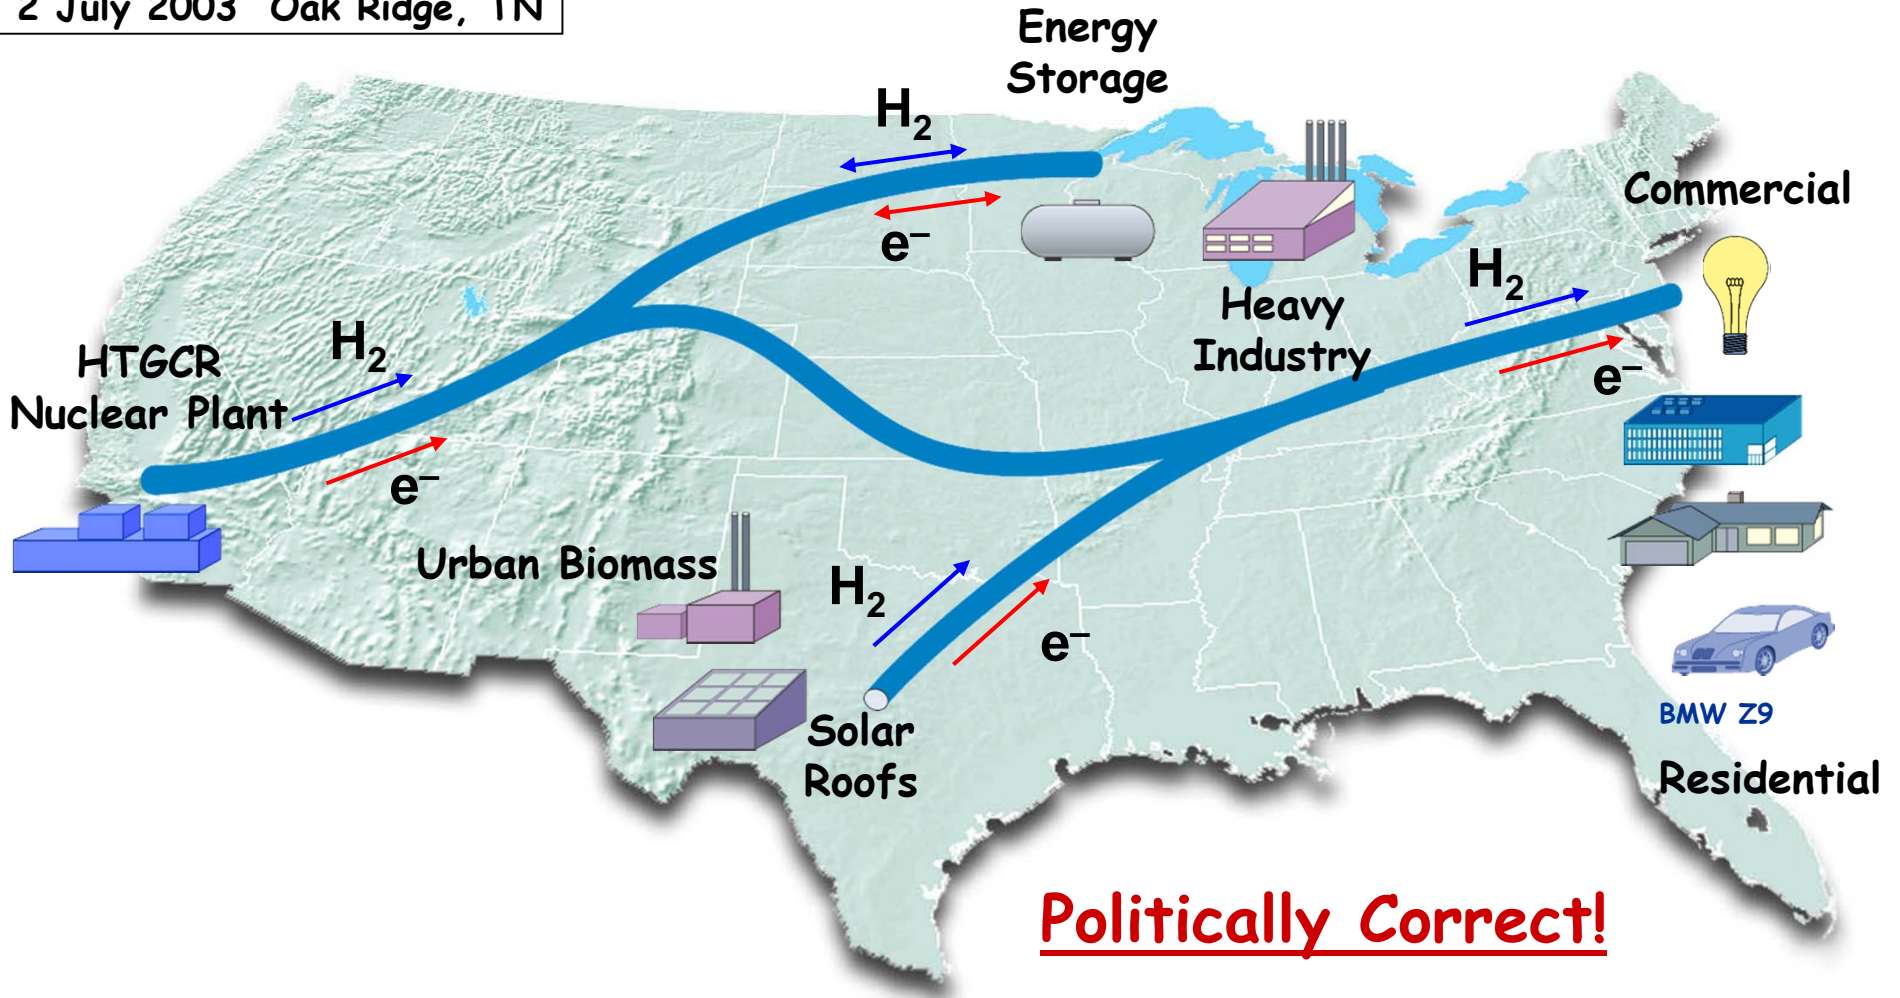 2 July 2003 Oak Ridge, TN
Energy
Storage
H₂
e⁻
Commercial
H₂
e⁻
Heavy
Industry
HTGCR
Nuclear Plant
H₂
e⁻
Urban Biomass
H₂
e⁻
Solar
Roofs
BMW Z9
Residential
Politically Correct!